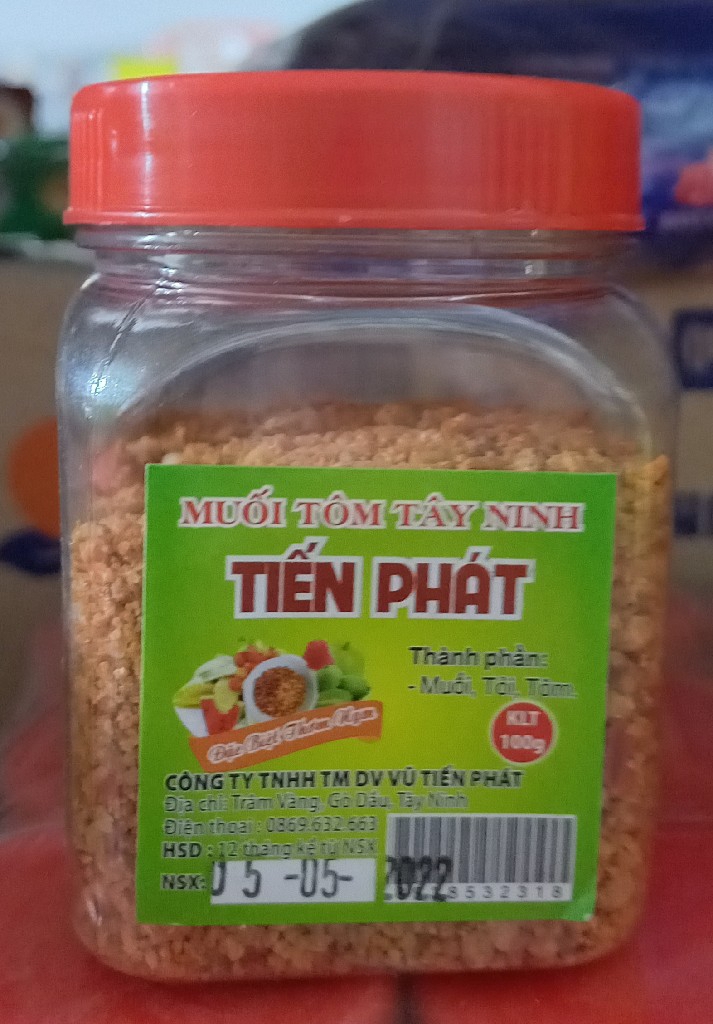 MUỐI TÔM TÂY NINH
TIẾN PHÁT
Thành phần:
- Muối, Tỏi, Tôm.
Đặc Biệt Thơm Ngon
KLT
100g
CÔNG TY TNHH TM DV VŨ TIẾN PHÁT
Địa chỉ: Trâm Vàng, Gò Dầu, Tây Ninh
Điện thoại : 0869.632.663
HSD : 12 tháng kể từ NSX
NSX: 05 -05- 2022
8532318